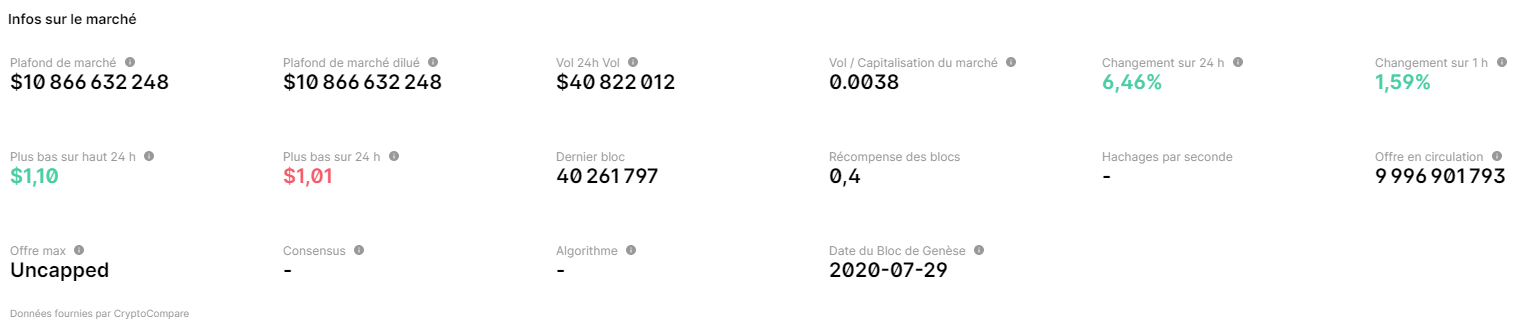 Infos sur le marché
Plafond de marché Plafond de marché dilué Vol 24h Vol Vol / Capitalisation du marché Changement sur 24 h Changement sur 1 h
$10 866 632 248 $10 866 632 248 $40 822 012 0.0038 6,46% 1,59%
Plus bas sur haut 24 h Plus bas sur 24 h Dernier bloc Récompense des blocs Hachages par seconde Offre en circulation
$1,10 $1,01 40 261 797 0,4 - 9 996 901 793
Offre max Consensus Algorithme Date du Bloc de Genèse
Uncapped - - 2020-07-29
Données fournies par CryptoCompare